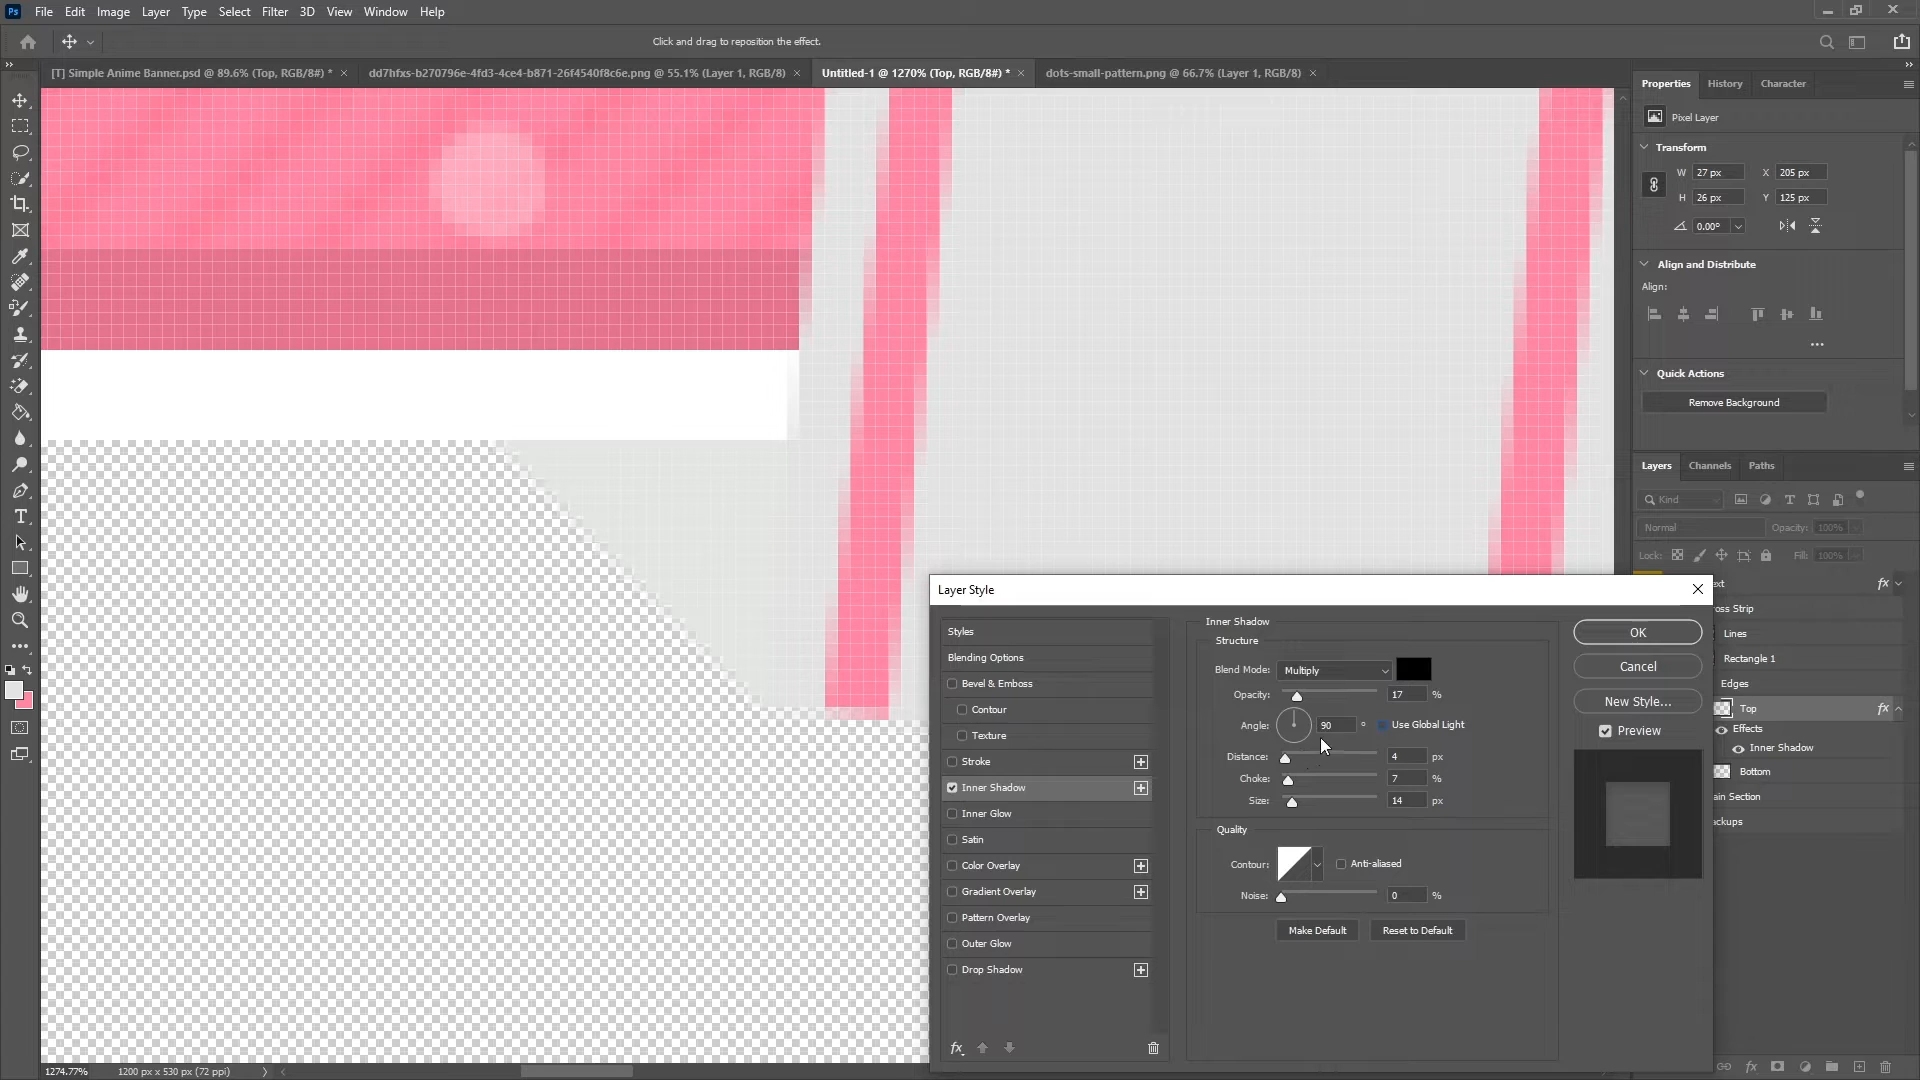 Ps File Edit Image Layer Type Select Filter 3D View Window Help
Click and drag to reposition the effect.
[T] Simple Anime Banner.psd @ 89.6% (Top, RGB/8#) *
dd7hfxs-b270796e-4fd3-4ce4-b871-26f4540f8c6e.png @ 55.1% (Layer 1, RGB/8)
Untitled-1 @ 1270% (Top, RGB/8#) *
dots-small-pattern.png @ 66.7% (Layer 1, RGB/8)
Properties History Character
Pixel Layer
Transform
W 27 px X 205 px
H 26 px Y 125 px
0.00°
Align and Distribute
Align:
Quick Actions
Remove Background
Layers Channels Paths
Kind
Normal Opacity: 100%
Lock: Fill: 100%
ext fx
ross Strip
Lines
Rectangle 1
Edges
Top fx
Effects
Inner Shadow
Bottom
ain Section
ackups
Layer Style
Styles
Blending Options
Bevel & Emboss
Contour
Texture
Stroke
Inner Shadow
Inner Glow
Satin
Color Overlay
Gradient Overlay
Pattern Overlay
Outer Glow
Drop Shadow
fx
Inner Shadow
Structure
Blend Mode: Multiply
Opacity: 17 %
Angle: 90 ° Use Global Light
Distance: 4 px
Choke: 7 %
Size: 14 px
Quality
Contour: Anti-aliased
Noise: 0 %
Make Default Reset to Default
OK
Cancel
New Style...
Preview
1274.77% 1200 px x 530 px (72 ppi)
fx